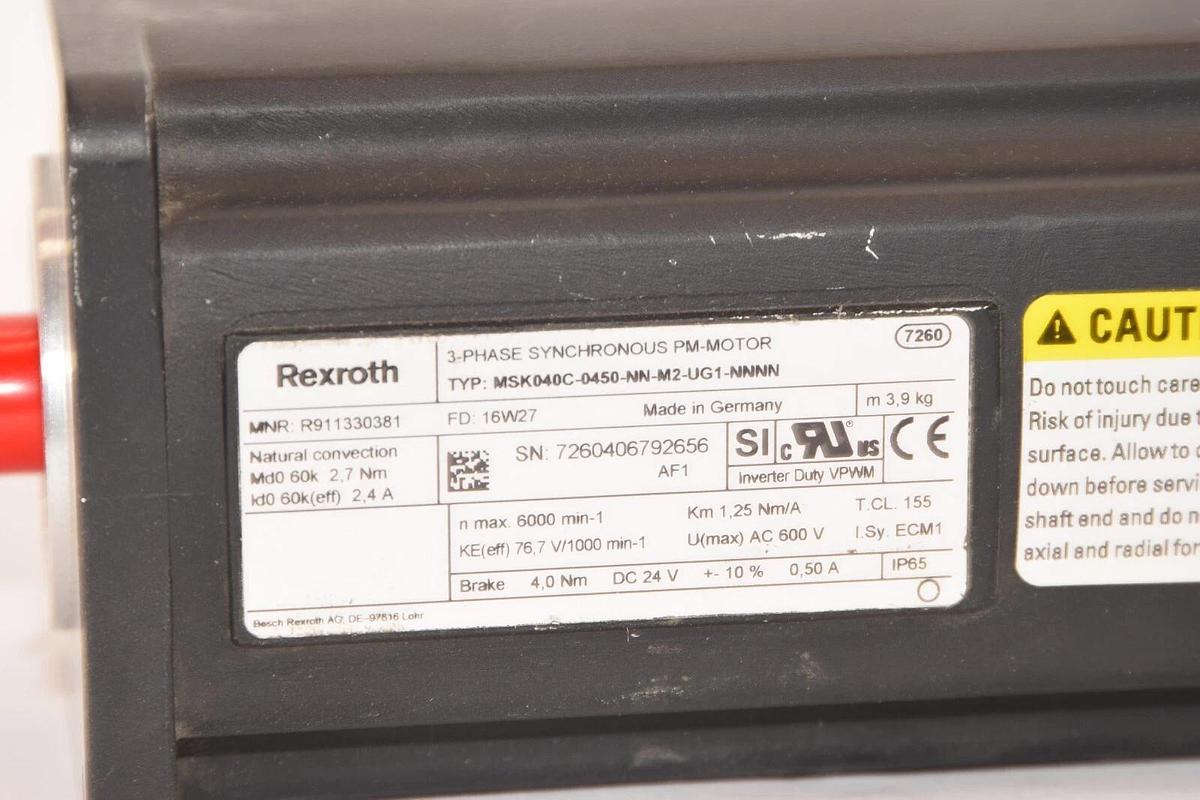 7260
Rexroth
3-PHASE SYNCHRONOUS PM-MOTOR
TYP: MSK040C-0450-NN-M2-UG1-NNNN
MNR: R911330381
FD: 16W27
Made in Germany
m 3,9 kg
Natural convection
Md0 60k 2,7 Nm
Id0 60k(eff) 2,4 A
SN: 7260406792656
AF1
SI
c RU ® US
CE
Inverter Duty VPWM
n max. 6000 min-1
Km 1,25 Nm/A
T.CL. 155
KE(eff) 76,7 V/1000 min-1
U(max) AC 600 V
I.Sy. ECM1
Brake 4,0 Nm DC 24 V +- 10 % 0,50 A
IP65
Bosch Rexroth AG, DE-97816 Lohr
CAUT
Do not touch care
Risk of injury due t
surface. Allow to c
down before servi
shaft end and do n
axial and radial for